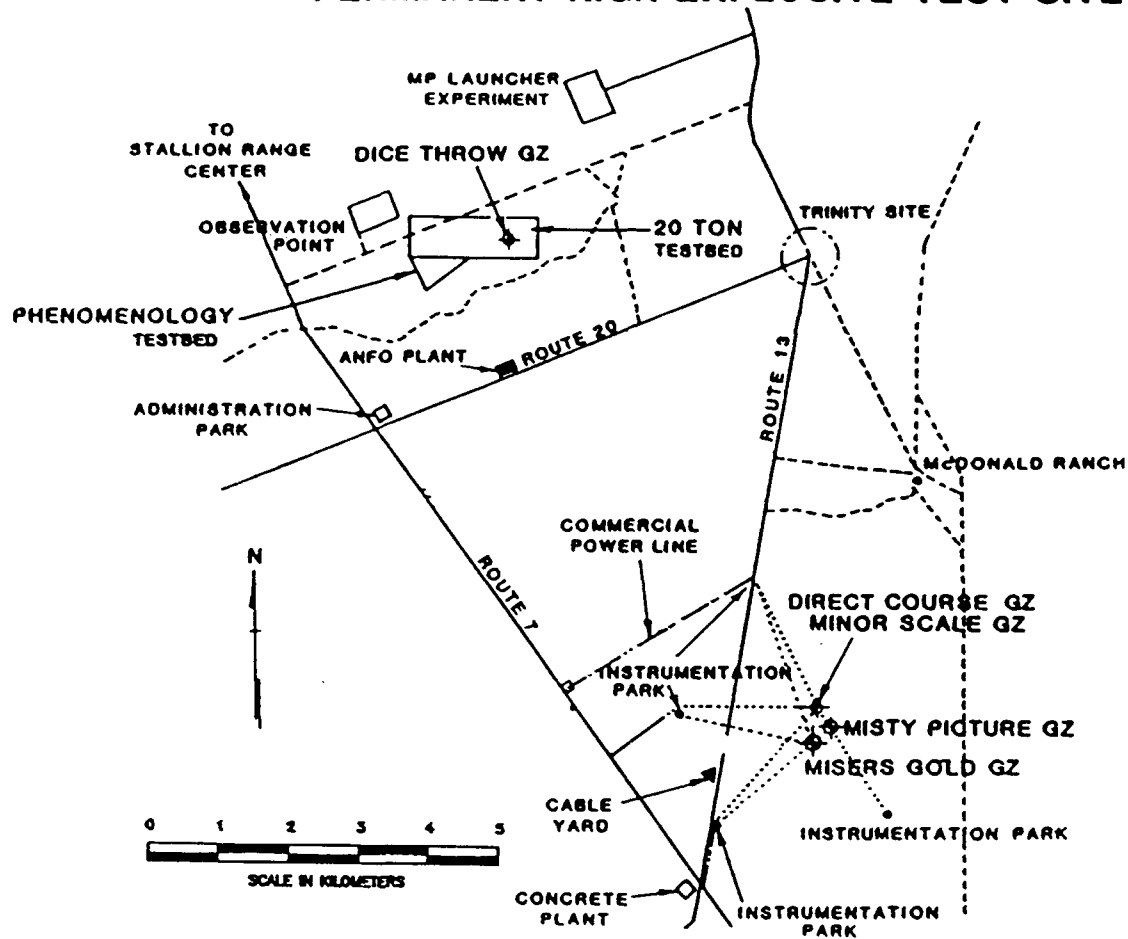 PERMANENT HIGH EXPLOSIVE TEST SITE
MP LAUNCHER
EXPERIMENT
TO
STALLION RANGE
CENTER
DICE THROW GZ
OBSERVATION
POINT
20 TON
TESTBED
TRINITY SITE
PHENOMENOLOGY
TESTBED
ANFO PLANT
ROUTE 20
ROUTE 13
ADMINISTRATION
PARK
McDONALD RANCH
COMMERCIAL
POWER LINE
N
ROUTE 7
DIRECT COURSE GZ
MINOR SCALE GZ
INSTRUMENTATION
PARK
MISTY PICTURE GZ
MISERS GOLD GZ
CABLE
YARD
INSTRUMENTATION PARK
0 1 2 3 4 5
SCALE IN KILOMETERS
CONCRETE
PLANT
INSTRUMENTATION
PARK